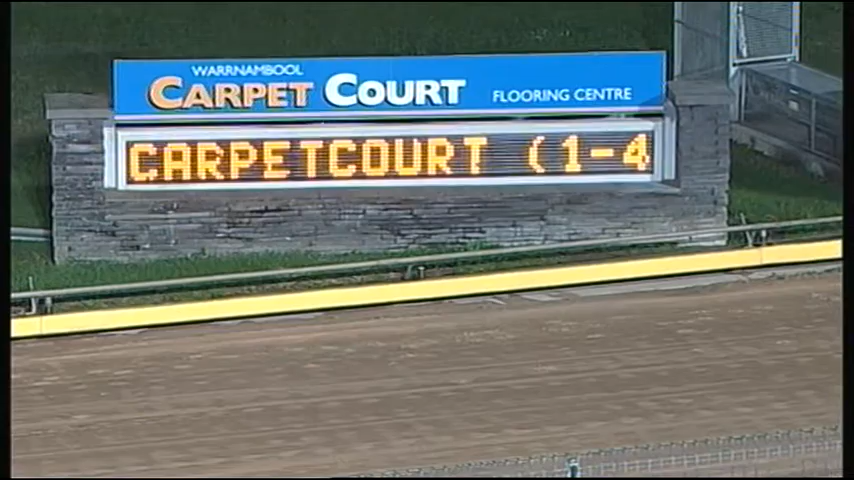 WARRNAMBOOL
CARPET COURT FLOORING CENTRE
CARPETCOURT (1-4